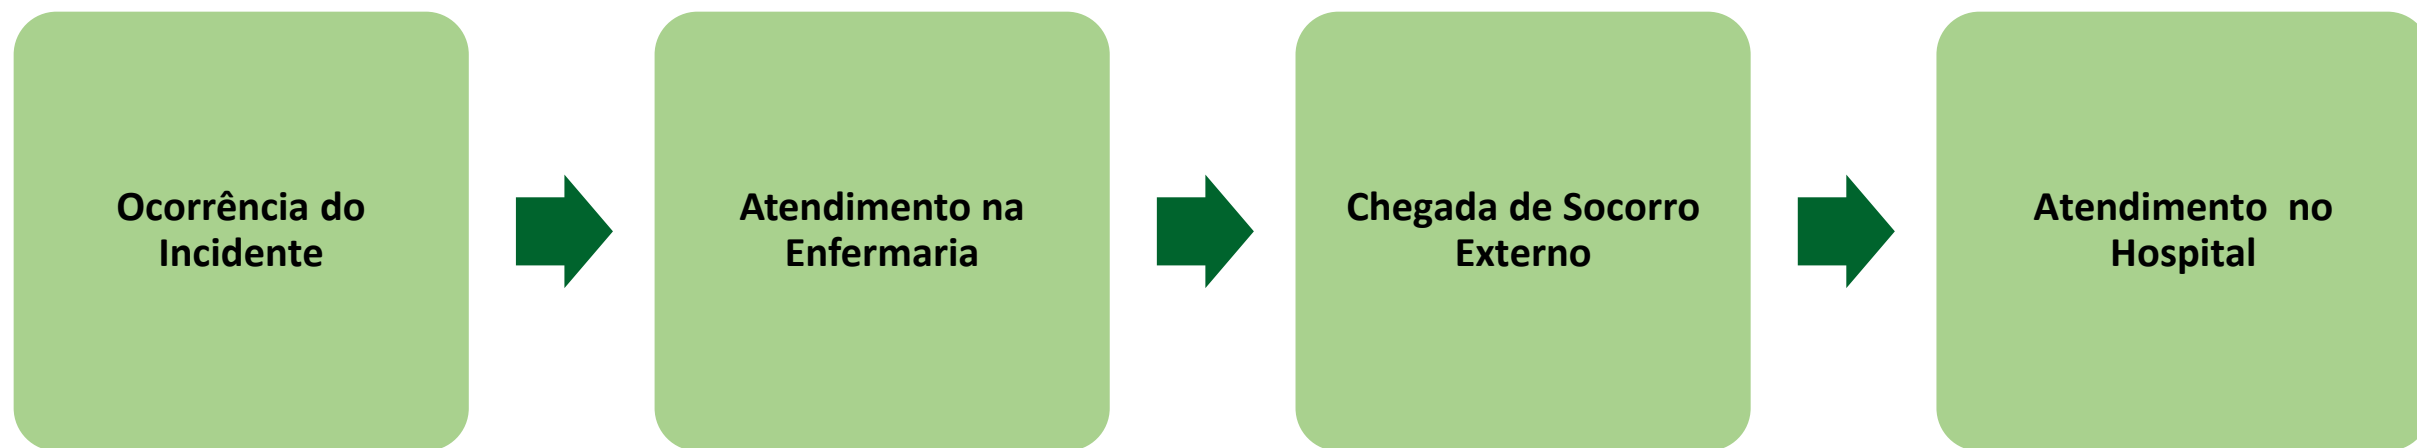 Ocorrência do
Incidente
Atendimento na
Enfermaria
Chegada de Socorro
Externo
Atendimento  no
Hospital